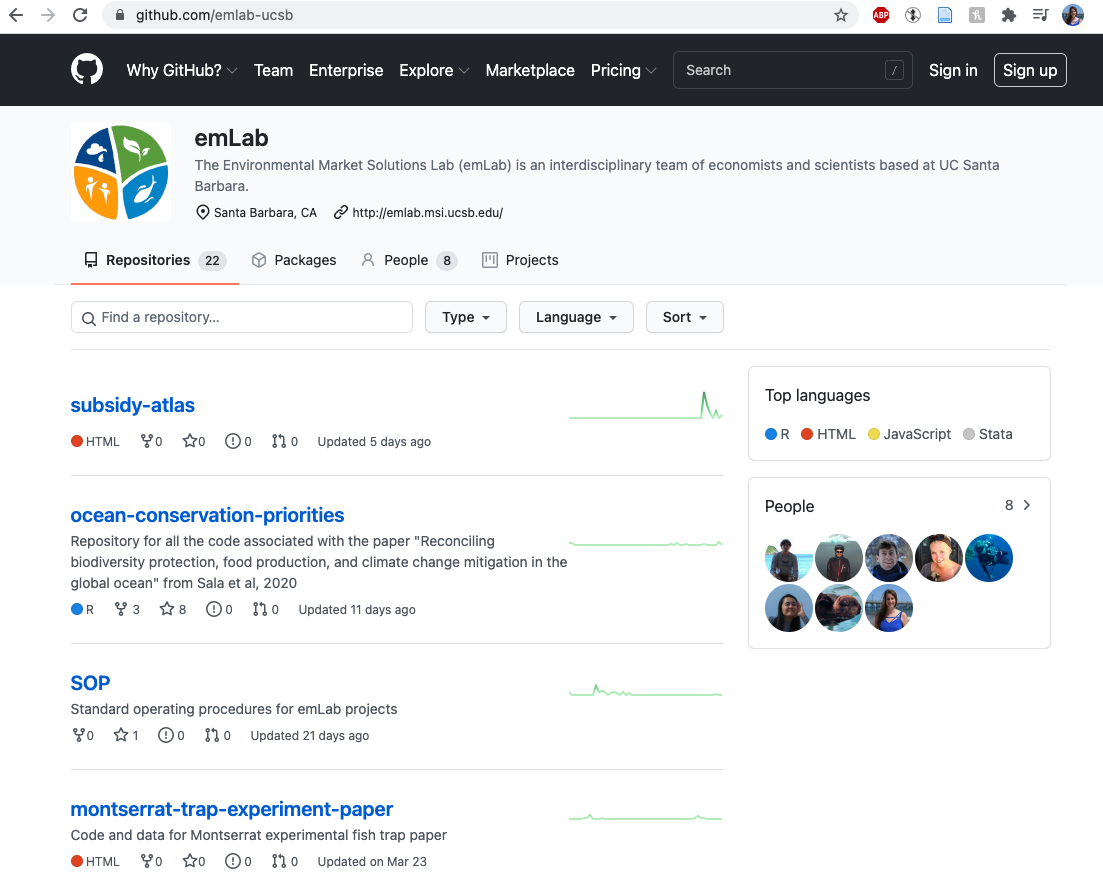 github.com/emlab-ucsb
ABP
Why GitHub? Team Enterprise Explore Marketplace Pricing Search / Sign in Sign up
emLab
The Environmental Market Solutions Lab (emLab) is an interdisciplinary team of economists and scientists based at UC Santa
Barbara.
Santa Barbara, CA http://emlab.msi.ucsb.edu/
Repositories 22 Packages People 8 Projects
Find a repository... Type Language Sort
subsidy-atlas
HTML 0 0 0 0 Updated 5 days ago
ocean-conservation-priorities
Repository for all the code associated with the paper "Reconciling
biodiversity protection, food production, and climate change mitigation in the
global ocean" from Sala et al, 2020
R 3 8 0 0 Updated 11 days ago
SOP
Standard operating procedures for emLab projects
0 1 0 0 Updated 21 days ago
montserrat-trap-experiment-paper
Code and data for Montserrat experimental fish trap paper
HTML 0 0 0 0 Updated on Mar 23
Top languages
R HTML JavaScript Stata
People 8